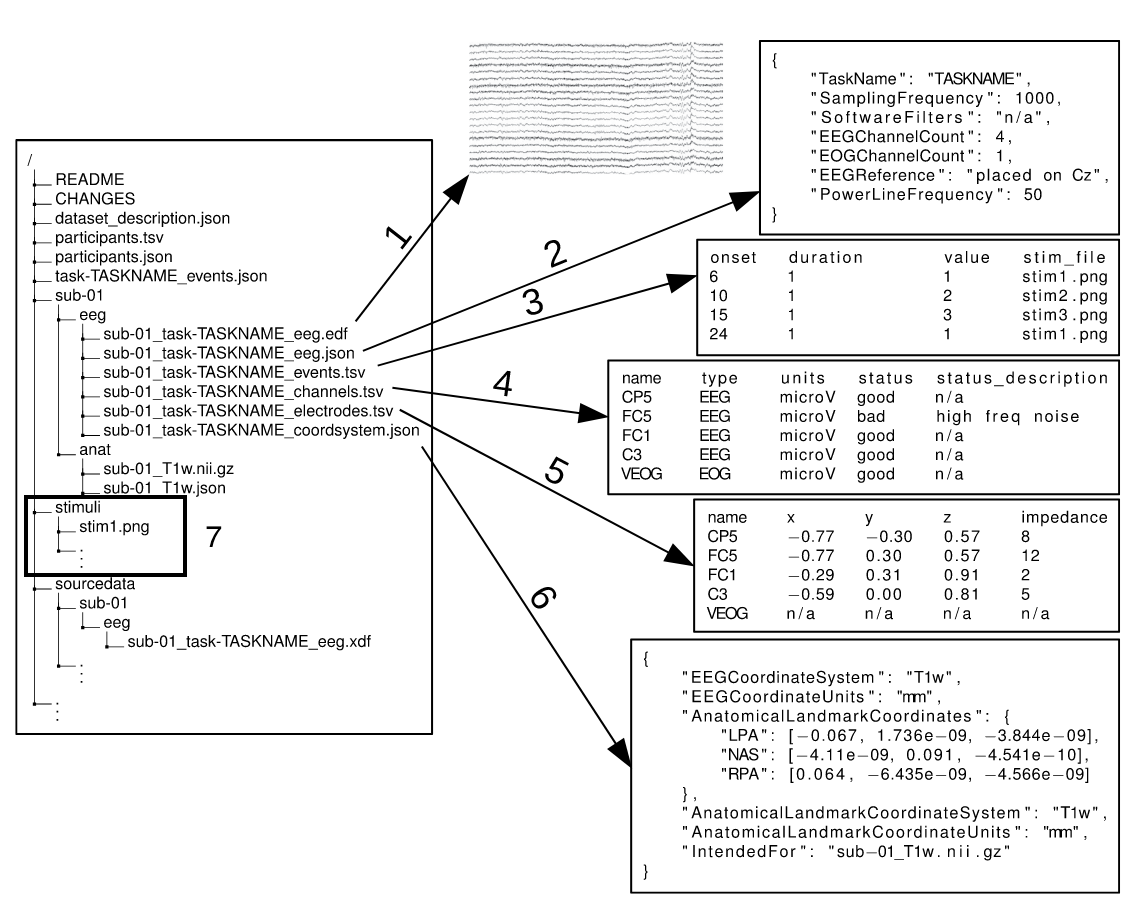 /
README
CHANGES
dataset_description.json
participants.tsv
participants.json
task-TASKNAME_events.json
sub-01
eeg
sub-01_task-TASKNAME_eeg.edf
sub-01_task-TASKNAME_eeg.json
sub-01_task-TASKNAME_events.tsv
sub-01_task-TASKNAME_channels.tsv
sub-01_task-TASKNAME_electrodes.tsv
sub-01_task-TASKNAME_coordsystem.json
anat
sub-01_T1w.nii.gz
sub-01_T1w.json
stimuli
stim1.png
7
sourcedata
sub-01
eeg
sub-01_task-TASKNAME_eeg.xdf
1
2
3
4
5
6
{
"TaskName": "TASKNAME",
"SamplingFrequency": 1000,
"SoftwareFilters": "n/a",
"EEGChannelCount": 4,
"EOGChannelCount": 1,
"EEGReference": "placed on Cz",
"PowerLineFrequency": 50
}
onset duration value stim_file
6 1 1 stim1.png
10 1 2 stim2.png
15 1 3 stim3.png
24 1 1 stim1.png
name type units status status_description
CP5 EEG microV good n/a
FC5 EEG microV bad high freq noise
FC1 EEG microV good n/a
C3 EEG microV good n/a
VEOG EOG microV good n/a
name x y z impedance
CP5 −0.77 −0.30 0.57 8
FC5 −0.77 0.30 0.57 12
FC1 −0.29 0.31 0.91 2
C3 −0.59 0.00 0.81 5
VEOG n/a n/a n/a n/a
{
"EEGCoordinateSystem": "T1w",
"EEGCoordinateUnits": "mm",
"AnatomicalLandmarkCoordinates": {
"LPA": [−0.067, 1.736e−09, −3.844e−09],
"NAS": [−4.11e−09, 0.091, −4.541e−10],
"RPA": [0.064, −6.435e−09, −4.566e−09]
},
"AnatomicalLandmarkCoordinateSystem": "T1w",
"AnatomicalLandmarkCoordinateUnits": "mm",
"IntendedFor": "sub−01_T1w.nii.gz"
}